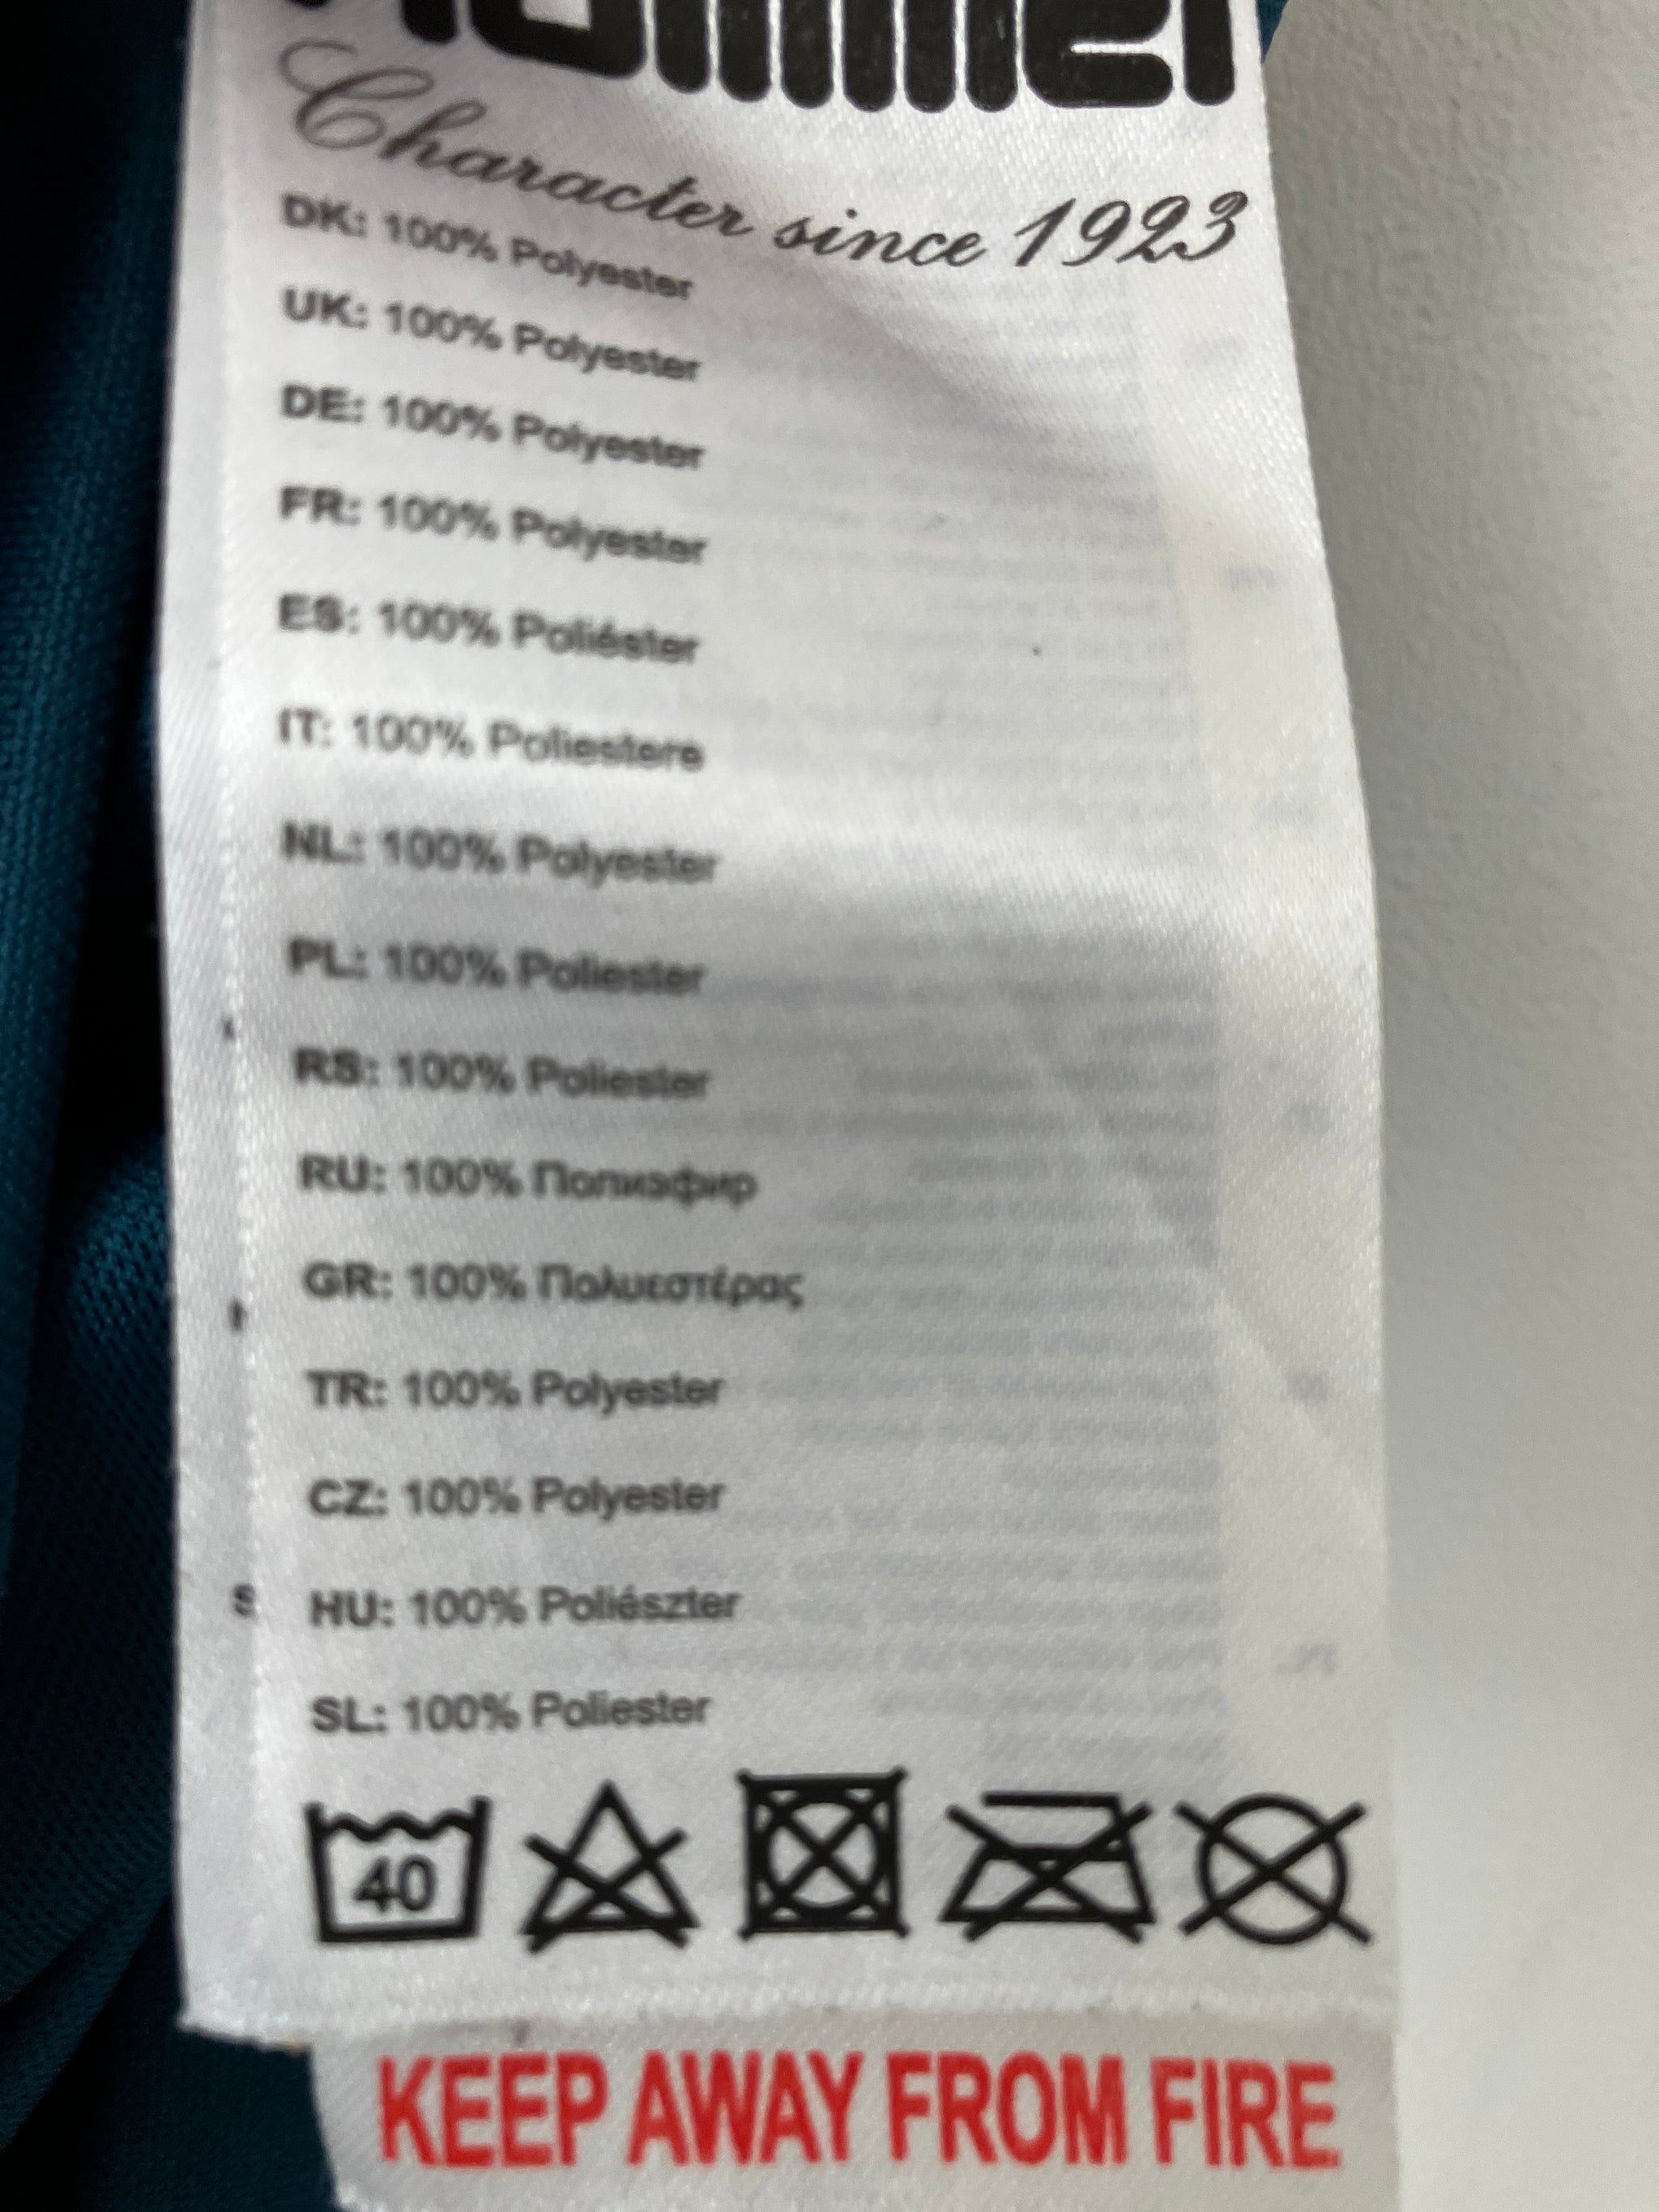 Character since 1923
DK: 100% Polyester
UK: 100% Polyester
DE: 100% Polyester
FR: 100% Polyester
ES: 100% Poliéster
IT: 100% Poliestere
NL: 100% Polyester
PL: 100% Poliester
RS: 100% Poliester
RU: 100% Полиэфир
GR: 100% Πολυεστέρας
TR: 100% Polyester
CZ: 100% Polyester
HU: 100% Poliészter
SL: 100% Poliester
40
KEEP AWAY FROM FIRE